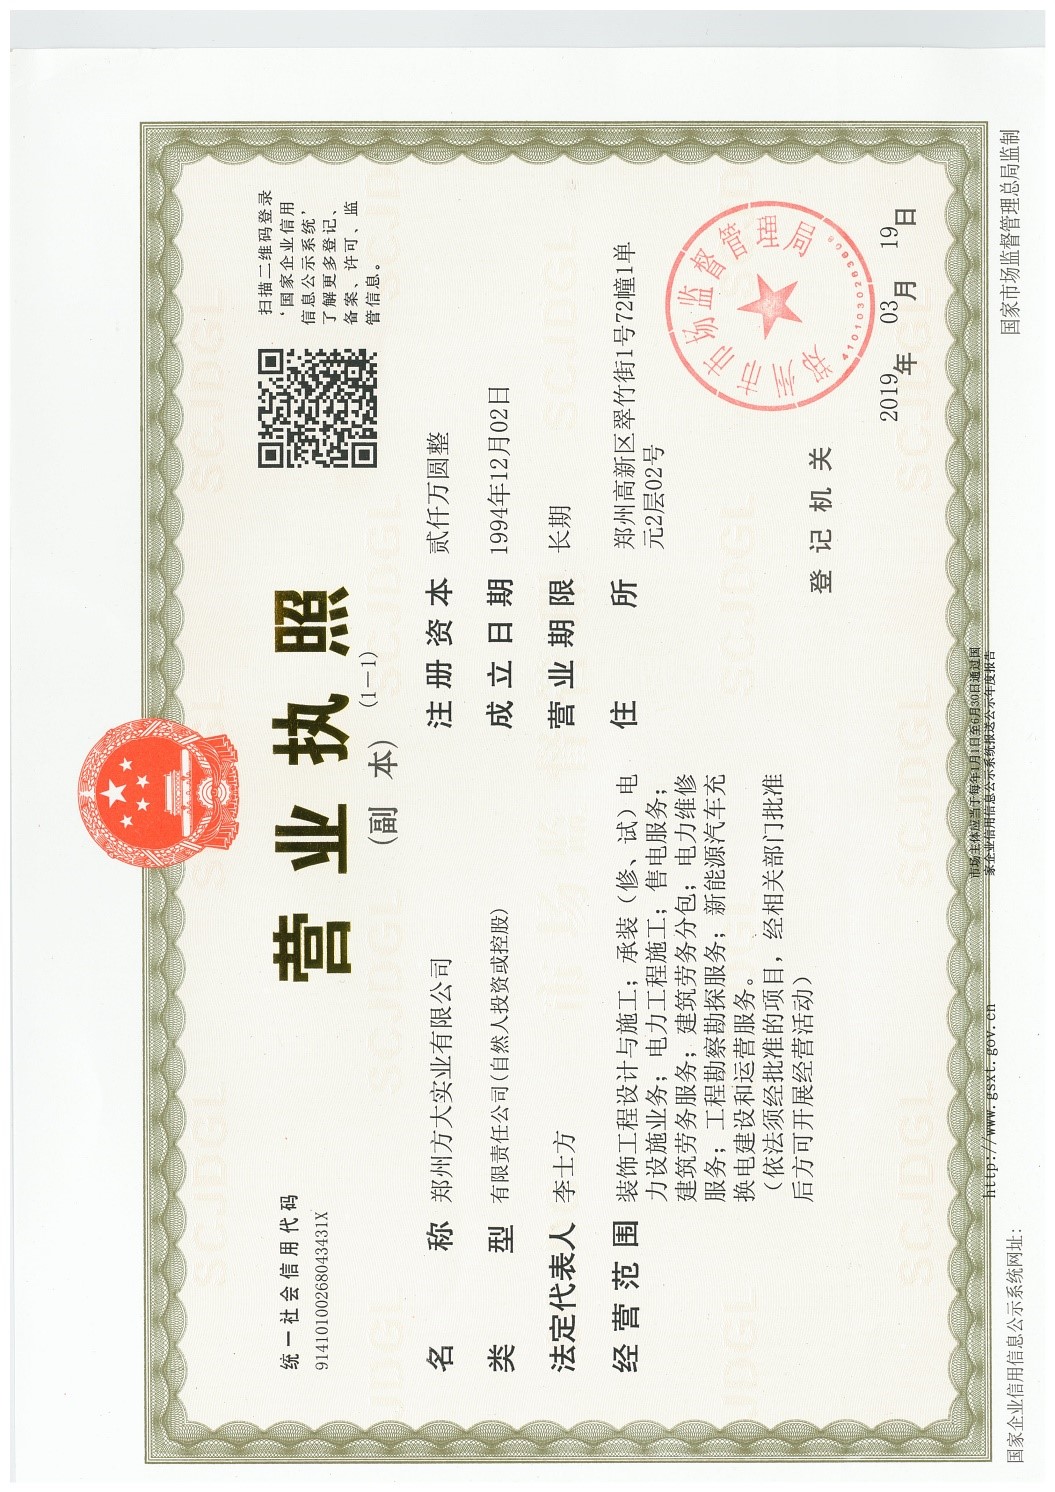 统一社会信用代码
91410100268043431X
营业执照
(副 本) (1-1)
扫描二维码登录
‘国家企业信用
信息公示系统’
了解更多登记、
备案、许可、监
管信息。
名 称 郑州方大实业有限公司
类 型 有限责任公司(自然人投资或控股)
法定代表人 李士方
经营范围 装饰工程设计与施工；承装（修、试）电
力设施业务；电力工程施工；售电服务；
建筑劳务服务；建筑劳务分包；电力维修
服务；工程勘察勘探服务；新能源汽车充
换电建设和运营服务。
（依法须经批准的项目，经相关部门批准
后方可开展经营活动）
注册资本 贰仟万圆整
成立日期 1994年12月02日
营业期限 长期
住 所 郑州高新区翠竹街1号72幢1单
元2层02号
登记机关
郑州市市场监督管理局
2019年 03月 19日
市场主体应当于每年1月1日至6月30日通过国
家企业信用信息公示系统报送公示年度报告
http://www.gsxt.gov.cn
国家企业信用信息公示系统网址:
国家市场监督管理总局监制
SCJDGL